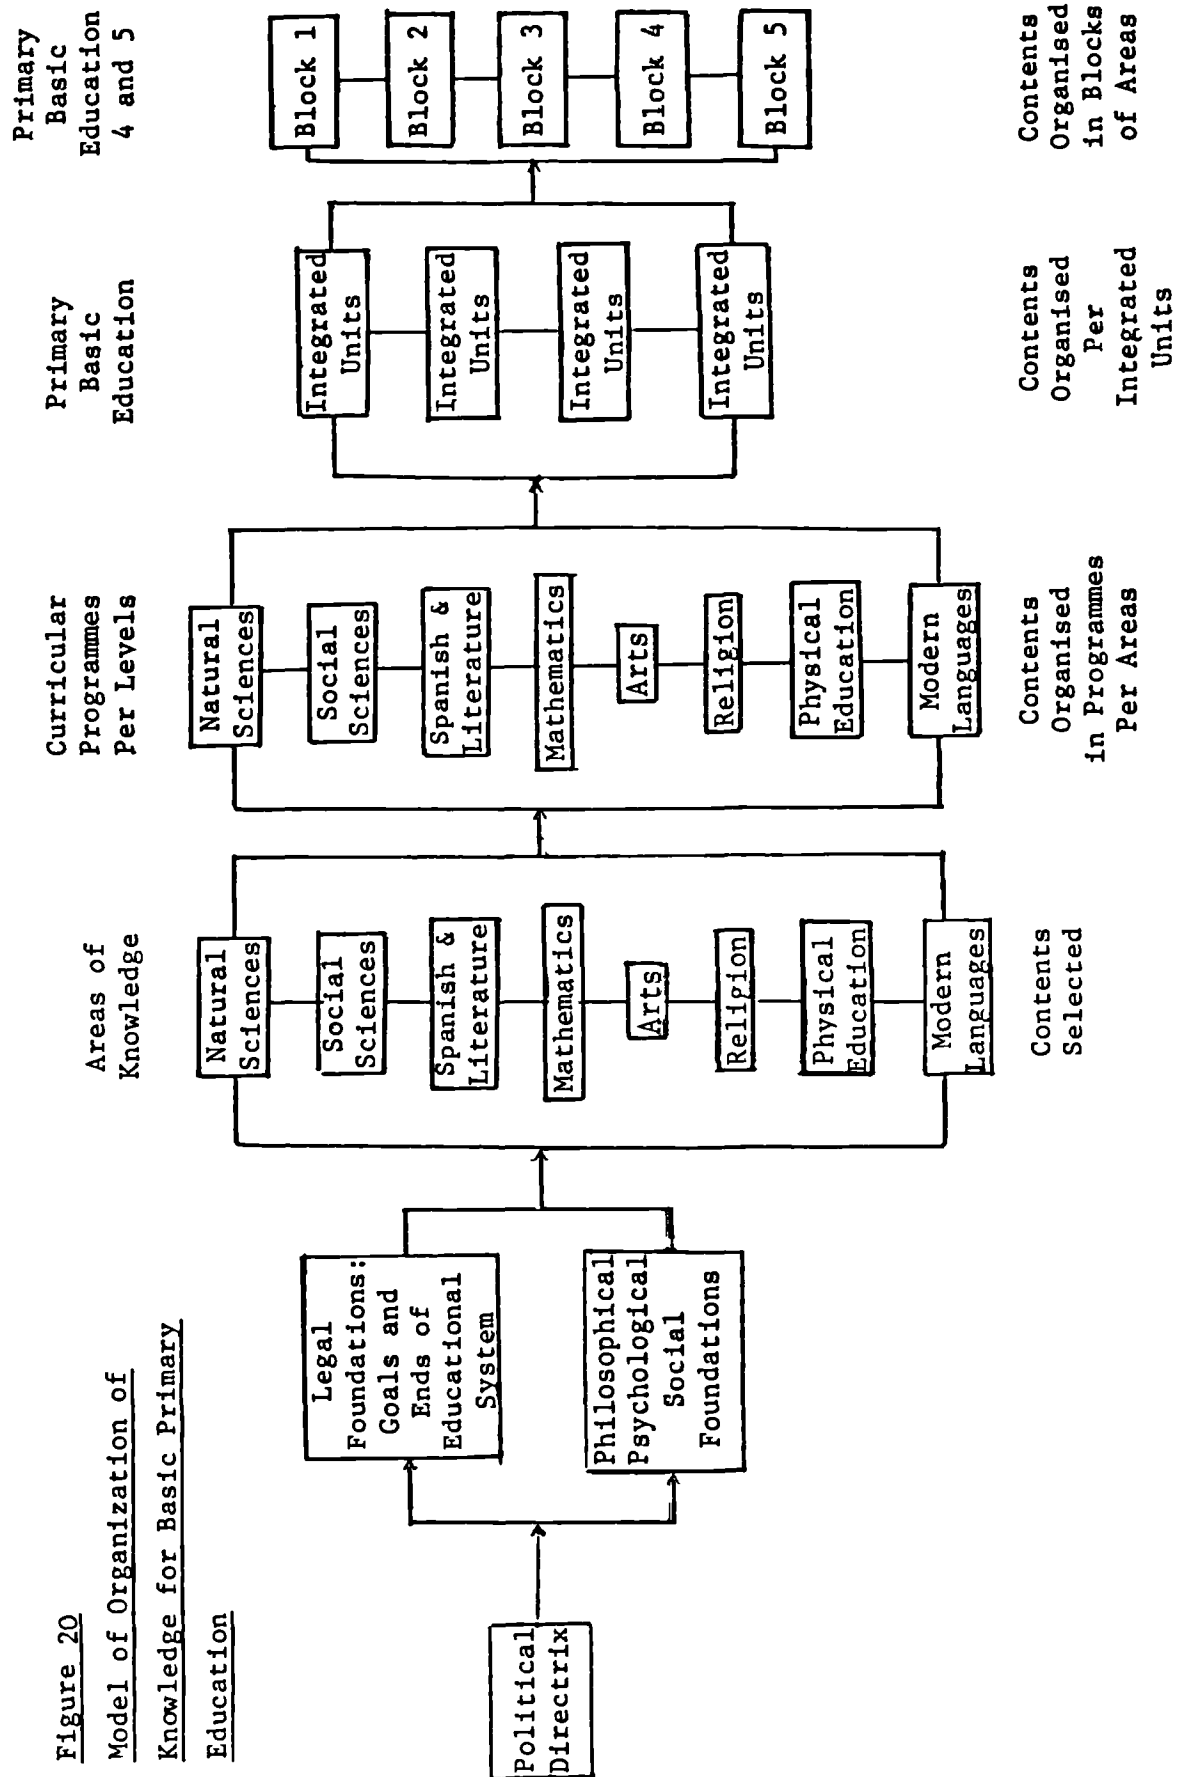 Figure 20
Model of Organization of
Knowledge for Basic Primary
Education
Political
Directrix
Legal
Foundations:
Goals and
Ends of
Educational
System
Philosophical
Psychological
Social
Foundations
Areas of
Knowledge
Natural
Sciences
Social
Sciences
Spanish &
Literature
Mathematics
Arts
Religion
Physical
Education
Modern
Languages
Contents
Selected
Curricular
Programmes
Per Levels
Natural
Sciences
Social
Sciences
Spanish &
Literature
Mathematics
Arts
Religion
Physical
Education
Modern
Languages
Contents
Organised
in Programmes
Per Areas
Primary
Basic
Education
Integrated
Units
Integrated
Units
Integrated
Units
Integrated
Units
Contents
Organised
Per
Integrated
Units
Primary
Basic
Education
4 and 5
Block 1
Block 2
Block 3
Block 4
Block 5
Contents
Organised
in Blocks
of Areas